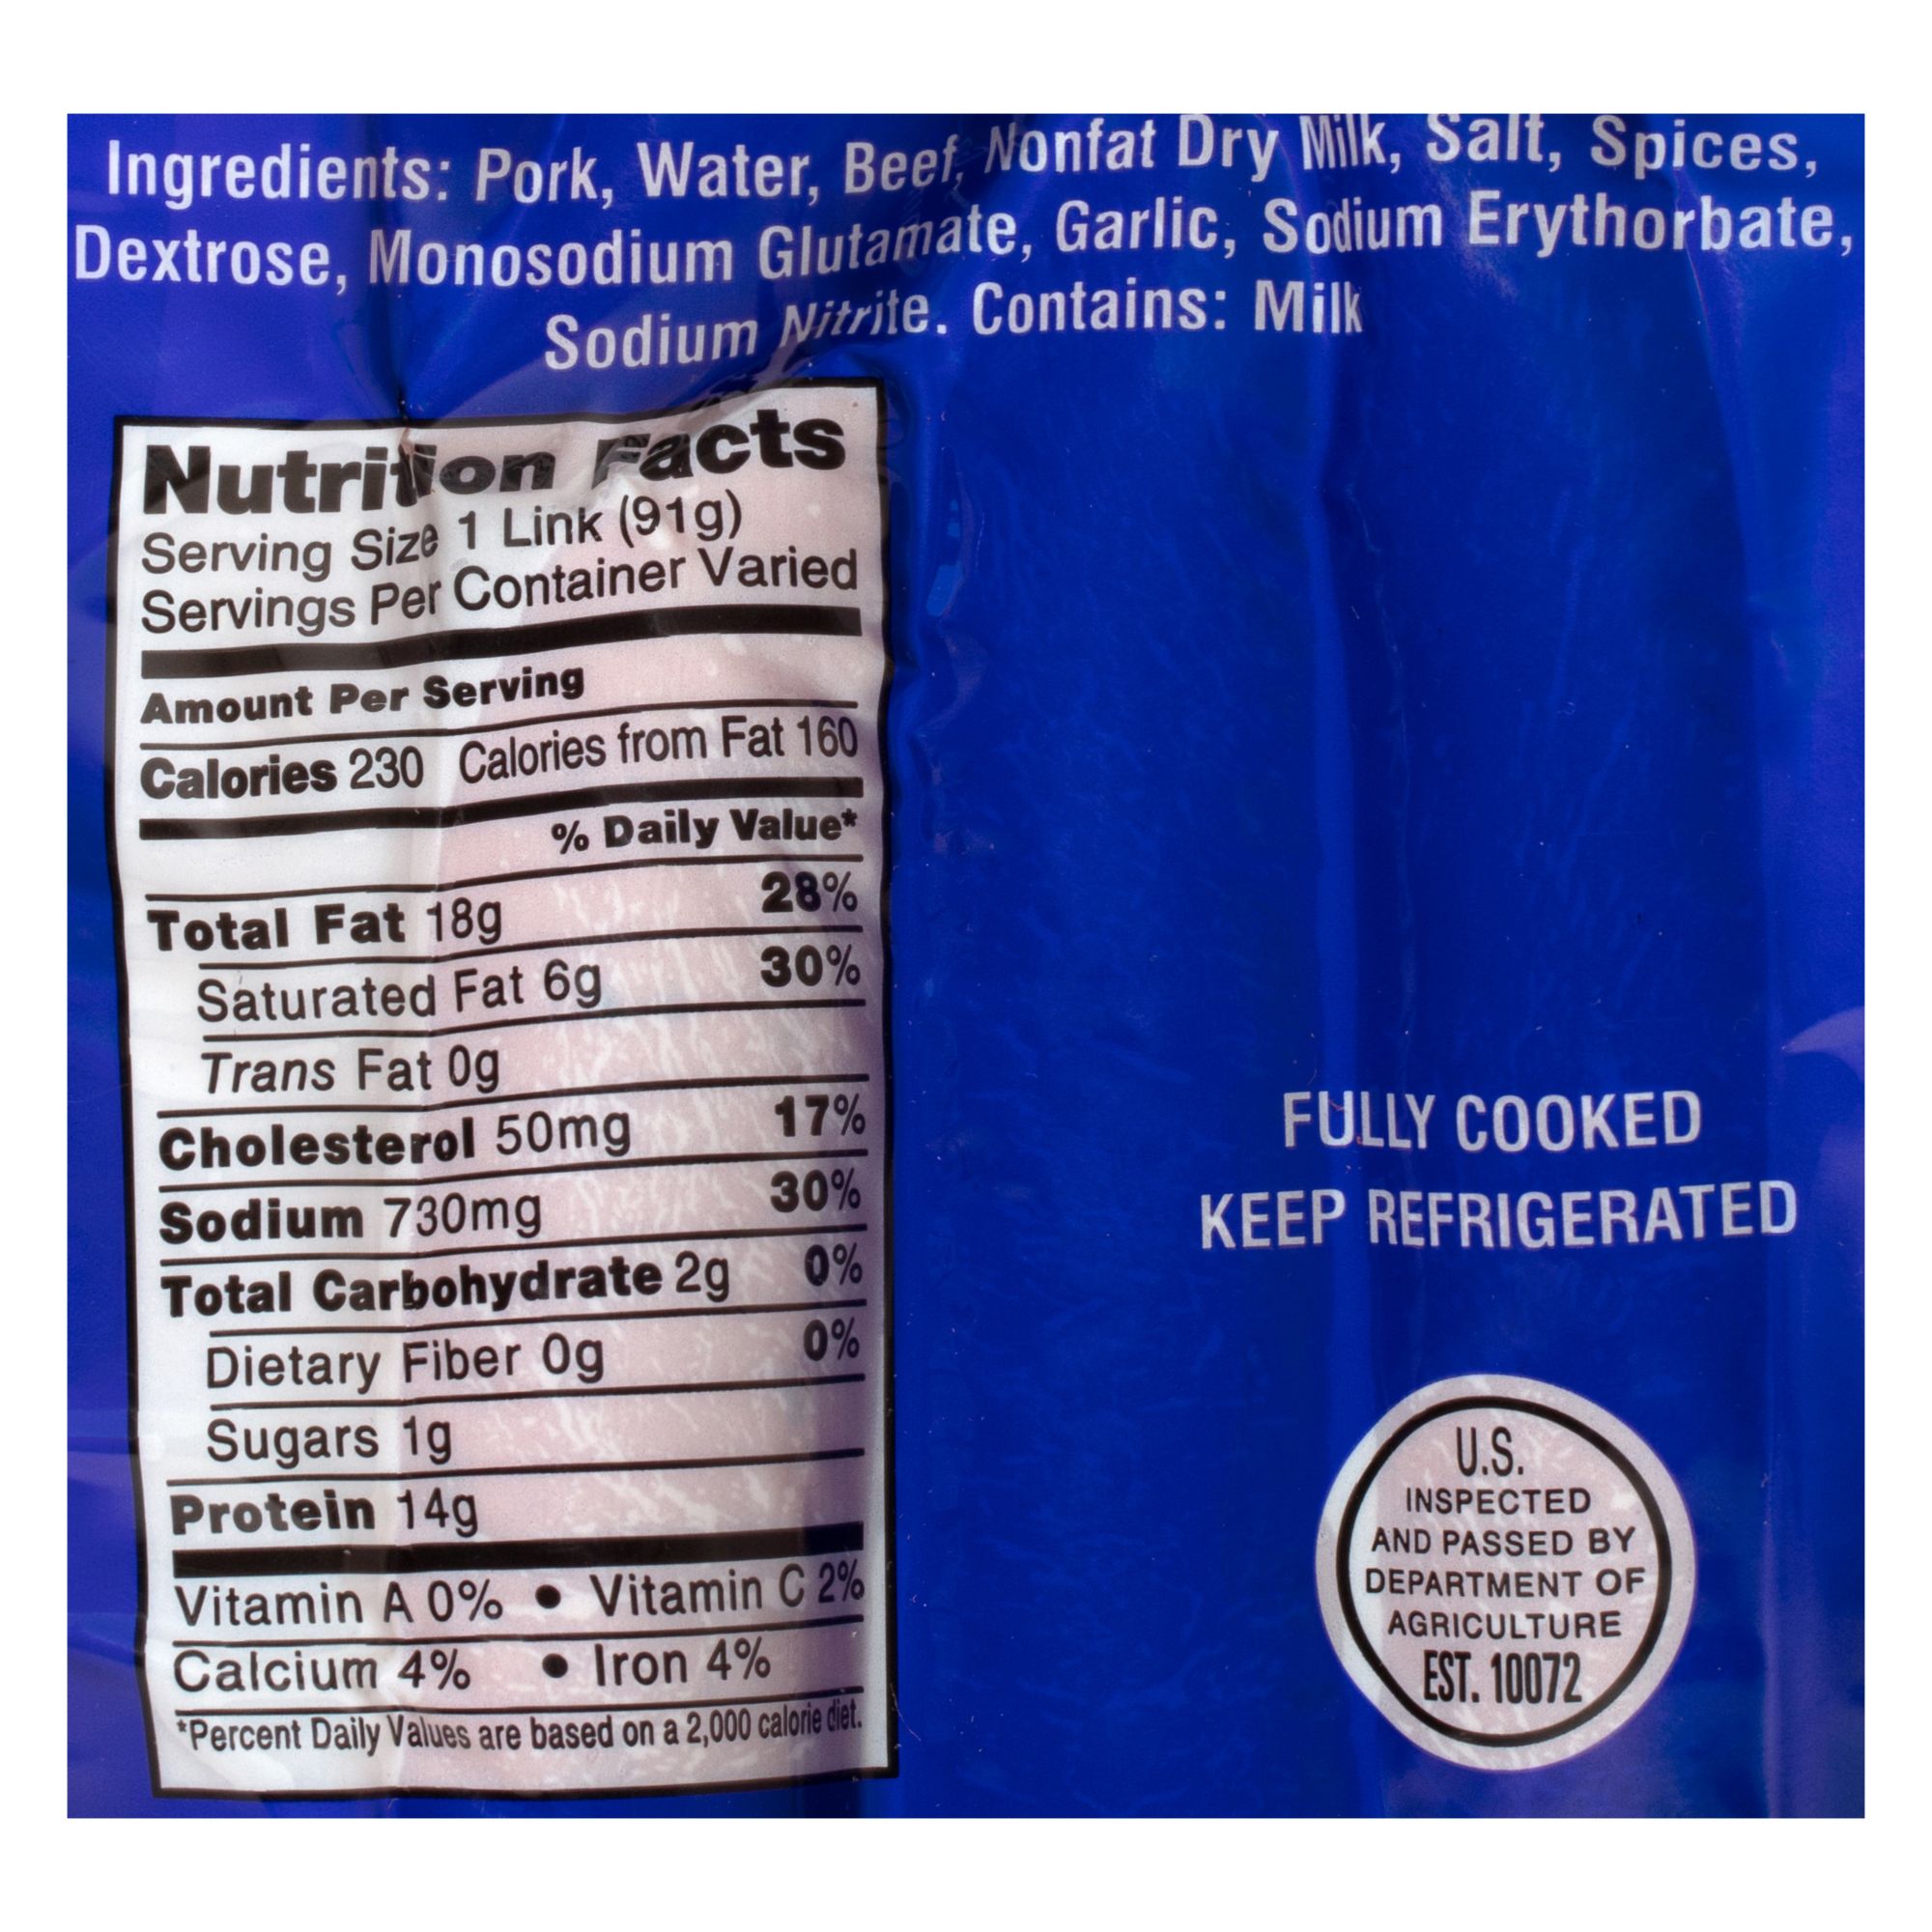 Ingredients: Pork, Water, Beef, Nonfat Dry Milk, Salt, Spices,
Dextrose, Monosodium Glutamate, Garlic, Sodium Erythorbate,
Sodium Nitrite. Contains: Milk
Nutrition Facts
Serving Size 1 Link (91g)
Servings Per Container Varied
Amount Per Serving
Calories 230 Calories from Fat 160
% Daily Value*
Total Fat 18g 28%
Saturated Fat 6g 30%
Trans Fat 0g
Cholesterol 50mg 17%
Sodium 730mg 30%
Total Carbohydrate 2g 0%
Dietary Fiber 0g 0%
Sugars 1g
Protein 14g
Vitamin A 0% • Vitamin C 2%
Calcium 4% • Iron 4%
*Percent Daily Values are based on a 2,000 calorie diet.
FULLY COOKED
KEEP REFRIGERATED
U.S.
INSPECTED
AND PASSED BY
DEPARTMENT OF
AGRICULTURE
EST. 10072